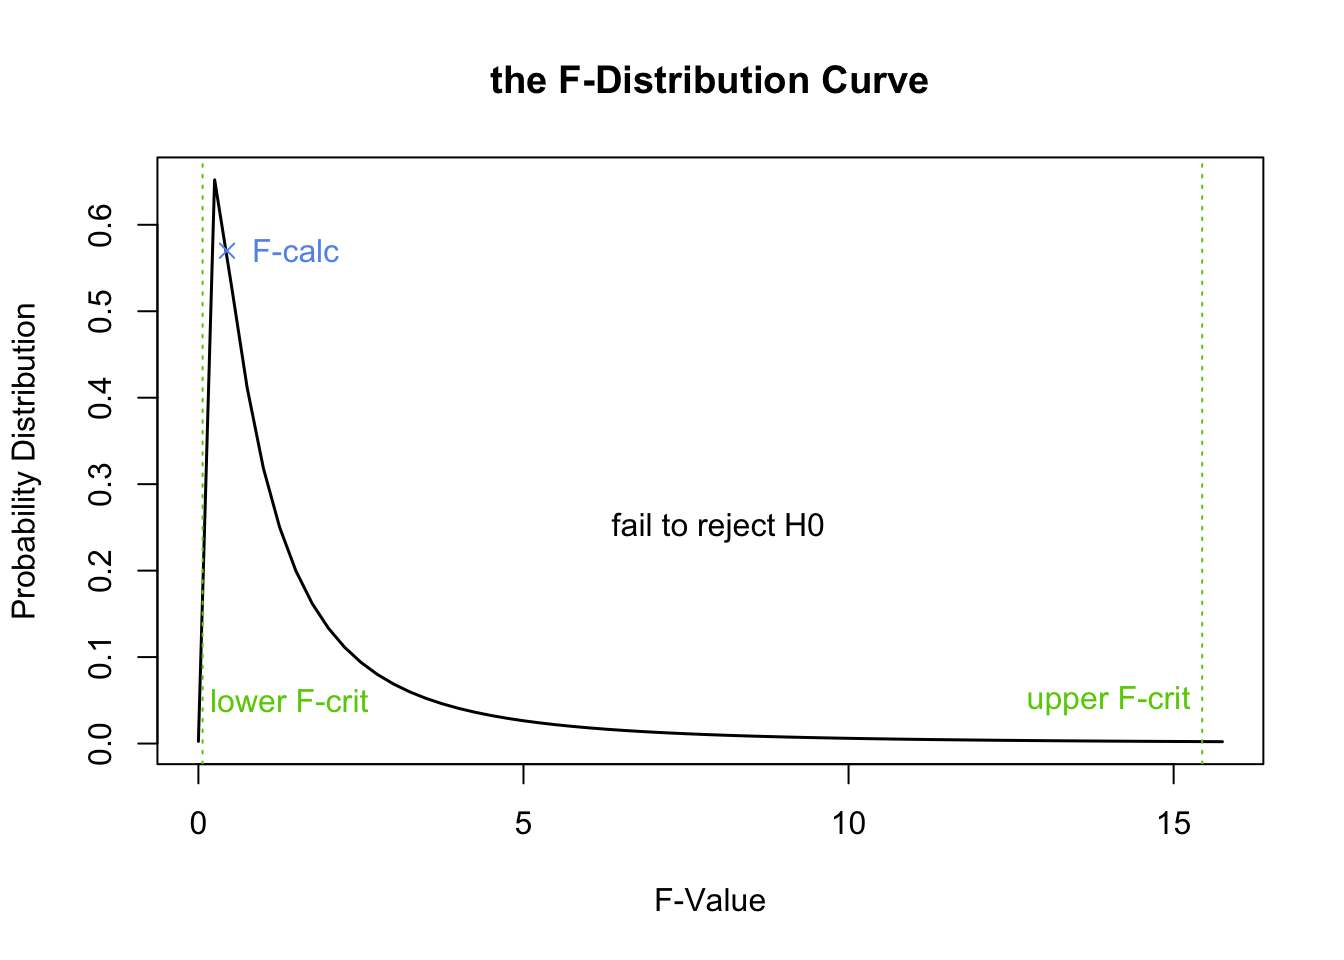 the F-Distribution Curve
Probability Distribution
0.6
0.5
0.4
0.3
0.2
0.1
0.0
F-calc
fail to reject H0
lower F-crit
upper F-crit
0
5
10
15
F-Value